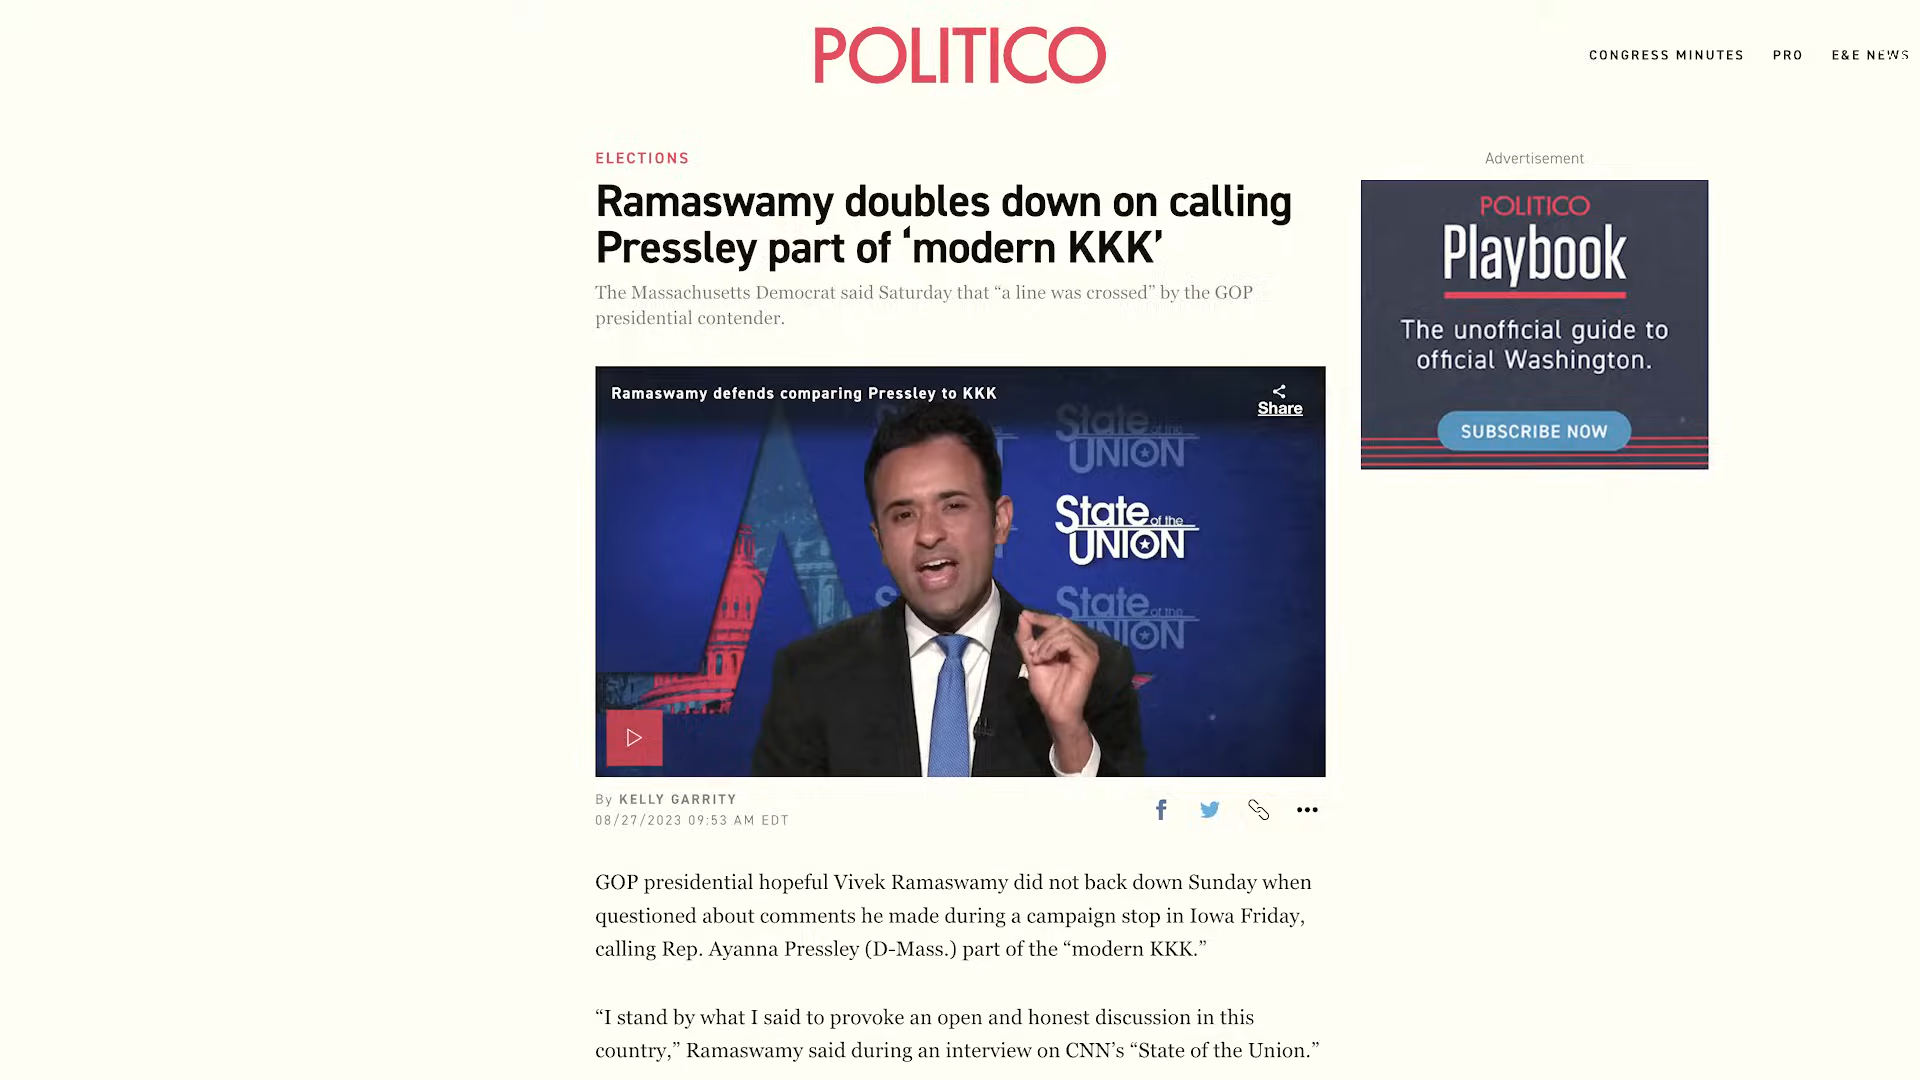 POLITICO
CONGRESS MINUTES PRO E&E NEWS
ELECTIONS
Ramaswamy doubles down on calling
Pressley part of ‘modern KKK’
The Massachusetts Democrat said Saturday that “a line was crossed” by the GOP
presidential contender.
Ramaswamy defends comparing Pressley to KKK
Share
State of the
UNION
State of the
UNION
State of the
UNION
By KELLY GARRITY
08/27/2023 09:53 AM EDT
GOP presidential hopeful Vivek Ramaswamy did not back down Sunday when
questioned about comments he made during a campaign stop in Iowa Friday,
calling Rep. Ayanna Pressley (D-Mass.) part of the “modern KKK.”
“I stand by what I said to provoke an open and honest discussion in this
country,” Ramaswamy said during an interview on CNN’s “State of the Union.”
Advertisement
POLITICO
Playbook
The unofficial guide to
official Washington.
SUBSCRIBE NOW